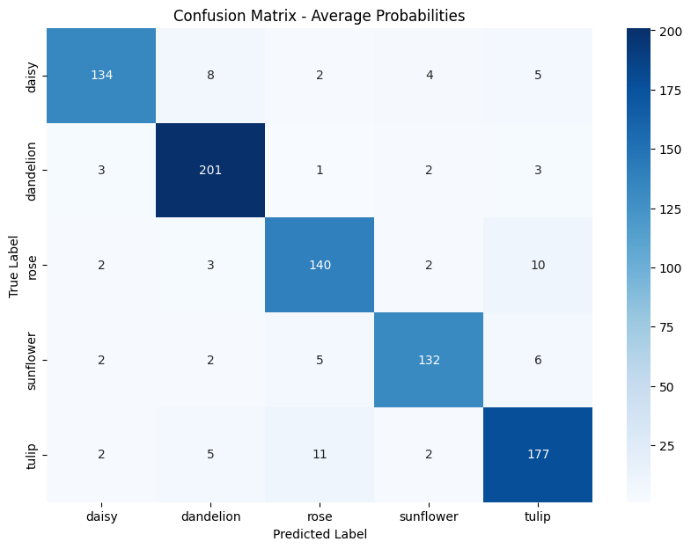 Confusion Matrix - Average Probabilities
True Label
daisy 134 8 2 4 5
dandelion 3 201 1 2 3
rose 2 3 140 2 10
sunflower 2 2 5 132 6
tulip 2 5 11 2 177
daisy dandelion rose sunflower tulip
Predicted Label
200
175
150
125
100
75
50
25